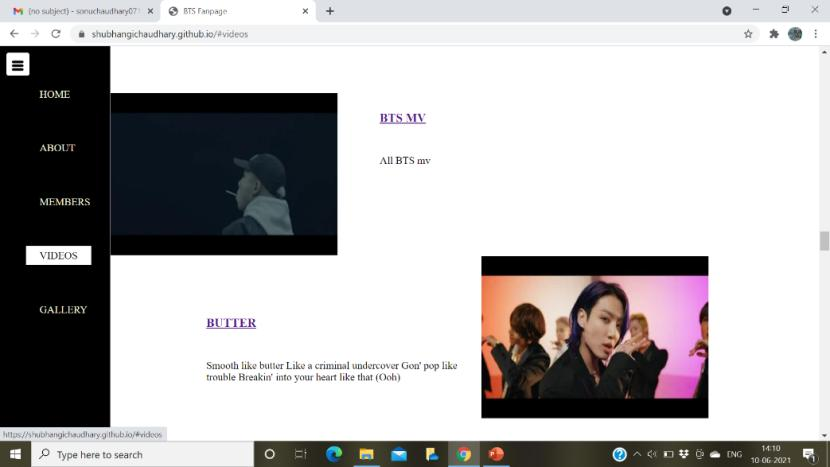 (no subject) - sonuchaudhary07
BTS Fanpage
shubhangichaudhary.github.io/#videos
HOME
ABOUT
MEMBERS
VIDEOS
GALLERY
BTS MV
All BTS mv
BUTTER
Smooth like butter Like a criminal undercover Gon' pop like
trouble Breakin' into your heart like that (Ooh)
https://shubhangichaudhary.github.io/#videos
Type here to search
ENG
14:10
10-06-2021
1